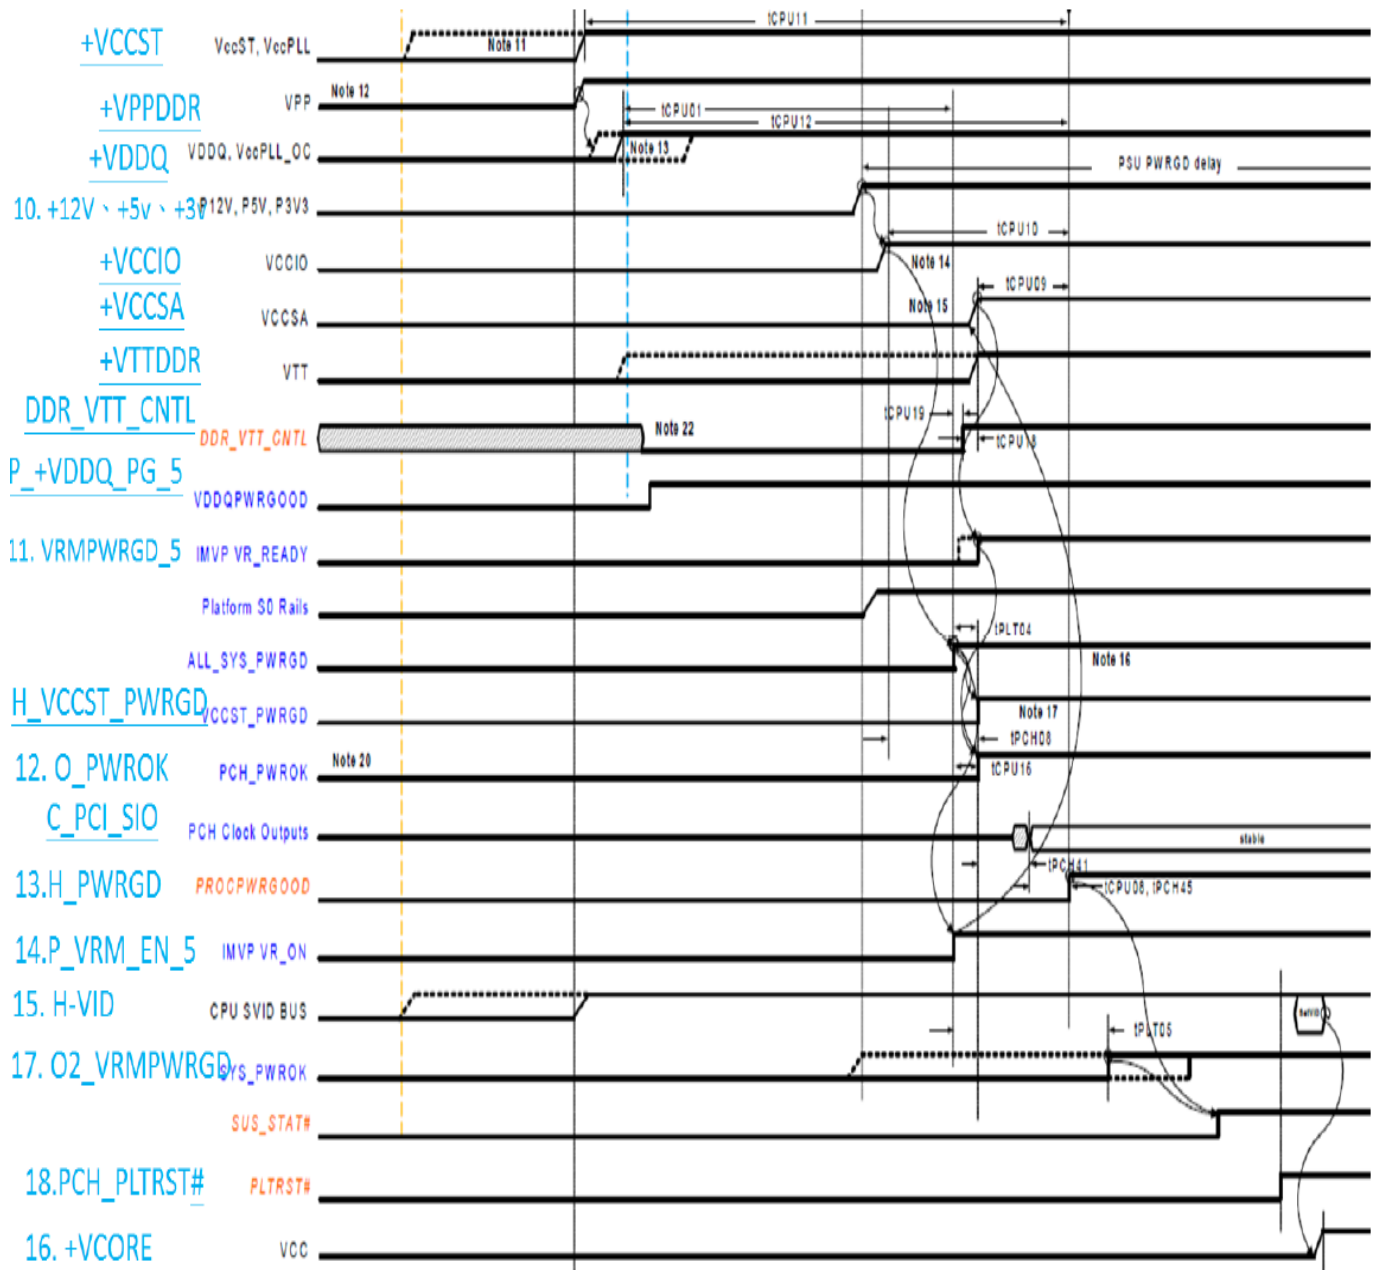 tCPU11
+VCCST VccST, VccPLL Note 11
Note 12
+VPPDDR VPP
tCPU01
tCPU12
+VDDQ VDDQ, VccPLL_OC Note 13
PSU PWRGD delay
10. +12V、+5v、+3v P12V, P5V, P3V3
tCPU10
+VCCIO VCCIO Note 14
tCPU09
+VCCSA VCCSA Note 15
+VTTDDR VTT
DDR_VTT_CNTL DDR_VTT_CNTL Note 22 tCPU19 tCPU18
P_+VDDQ_PG_5 VDDQPWRGOOD
11. VRMPWRGD_5 IMVP VR_READY
Platform S0 Rails
tPLT04
ALL_SYS_PWRGD Note 16
H_VCCST_PWRGD VCCST_PWRGD Note 17
tPCH08
Note 20
12. O_PWROK PCH_PWROK tCPU16
C_PCI_SIO PCH Clock Outputs stable
tPCH41
13.H_PWRGD PROCPWRGOOD tCPU08, tPCH45
14.P_VRM_EN_5 IMVP VR_ON
15. H-VID CPU SVID BUS SetVID
tPLT05
17. O2_VRMPWRGD SYS_PWROK
SUS_STAT#
18.PCH_PLTRST# PLTRST#
16. +VCORE VCC